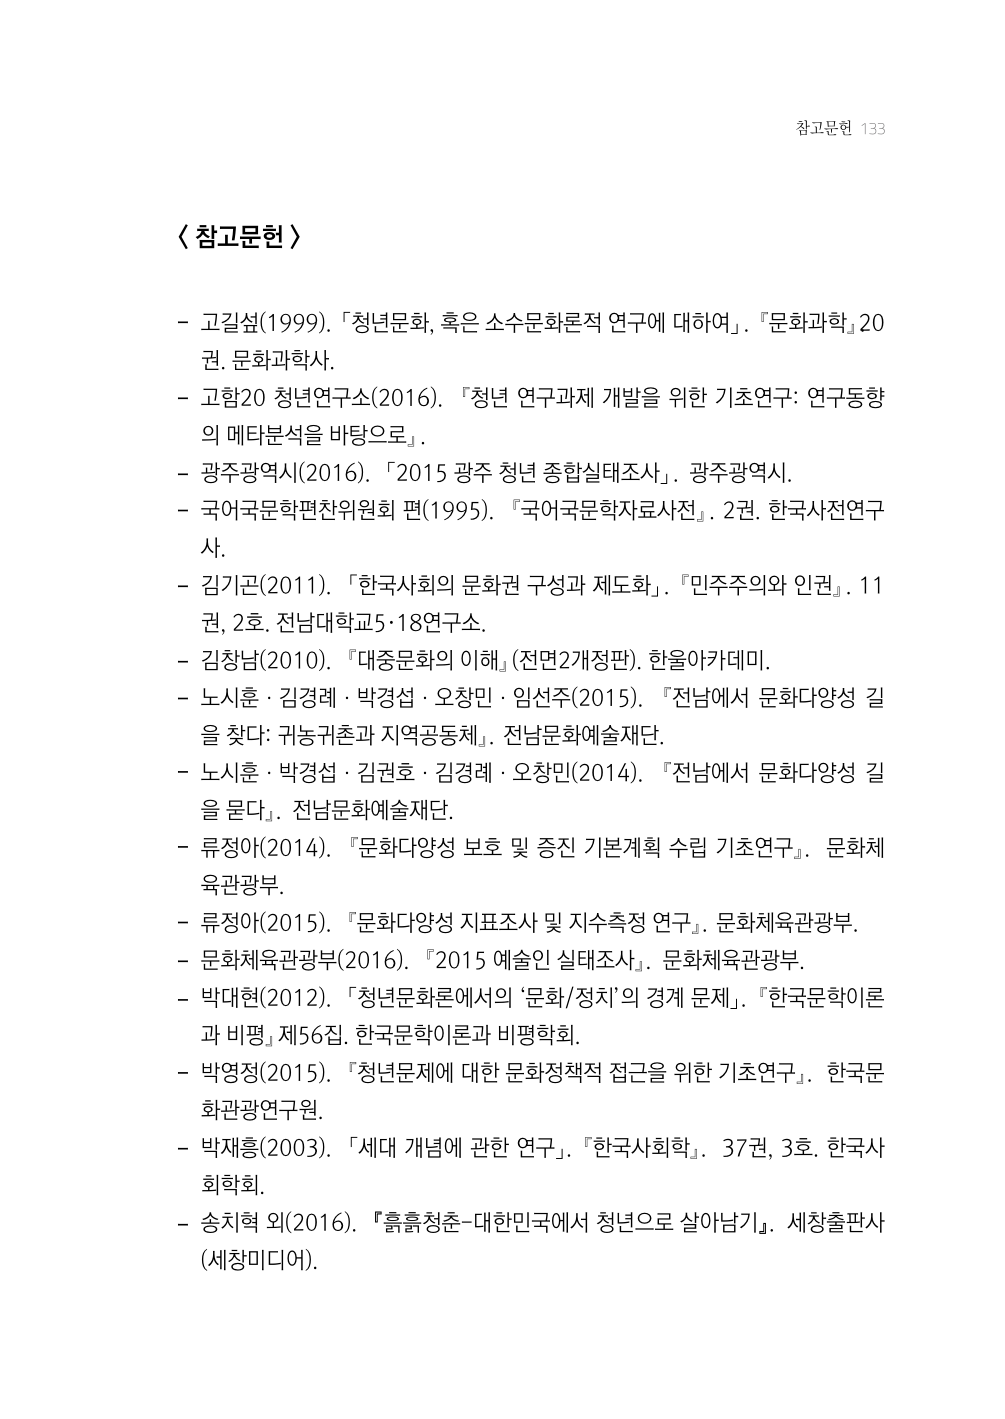 참고문헌 133
< 참고문헌 >
- 고길섶(1999). 「청년문화, 혹은 소수문화론적 연구에 대하여」. 『문화과학』.20
권. 문화과학사.
- 고함20 청년연구소(2016). 『청년 연구과제 개발을 위한 기초연구: 연구동향
의 메타분석을 바탕으로』.
- 광주광역시(2016). 「2015 광주 청년 종합실태조사」. 광주광역시.
- 국어국문학편찬위원회 편(1995). 『국어국문학자료사전』. 2권. 한국사전연구
사.
- 김기곤(2011). 「한국사회의 문화권 구성과 제도화」. 『민주주의와 인권』. 11
권, 2호. 전남대학교5·18연구소.
- 김창남(2010). 『대중문화의 이해』(전면2개정판). 한울아카데미.
- 노시훈 · 김경례 · 박경섭 · 오창민 · 임선주(2015). 『전남에서 문화다양성 길
을 찾다: 귀농귀촌과 지역공동체』. 전남문화예술재단.
- 노시훈 · 박경섭 · 김권호 · 김경례 · 오창민(2014). 『전남에서 문화다양성 길
을 묻다』. 전남문화예술재단.
- 류정아(2014). 『문화다양성 보호 및 증진 기본계획 수립 기초연구』. 문화체
육관광부.
- 류정아(2015). 『문화다양성 지표조사 및 지수측정 연구』. 문화체육관광부.
- 문화체육관광부(2016). 『2015 예술인 실태조사』. 문화체육관광부.
- 박대현(2012). 「청년문화론에서의 ‘문화/정치’의 경계 문제」. 『한국문학이론
과 비평』 제56집. 한국문학이론과 비평학회.
- 박영정(2015). 『청년문제에 대한 문화정책적 접근을 위한 기초연구』. 한국문
화관광연구원.
- 박재흥(2003). 「세대 개념에 관한 연구」. 『한국사회학』. 37권, 3호. 한국사
회학회.
- 송치혁 외(2016). 『흙흙청춘-대한민국에서 청년으로 살아남기』. 세창출판사
(세창미디어).